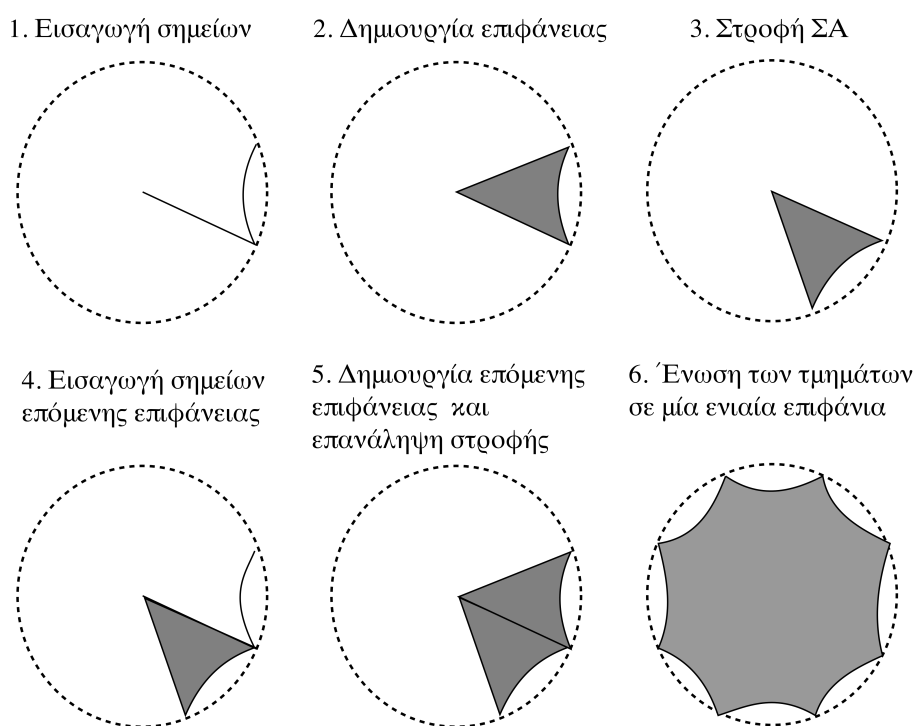 1. Εισαγωγή σημείων
2. Δημιουργία επιφάνειας
3. Στροφή ΣΑ
4. Εισαγωγή σημείων
επόμενης επιφάνειας
5. Δημιουργία επόμενης
επιφάνειας και
επανάληψη στροφής
6. Ένωση των τμημάτων
σε μία ενιαία επιφάνια